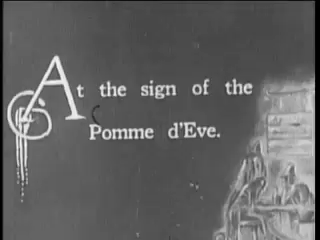 At the sign of the
Pomme d'Eve.